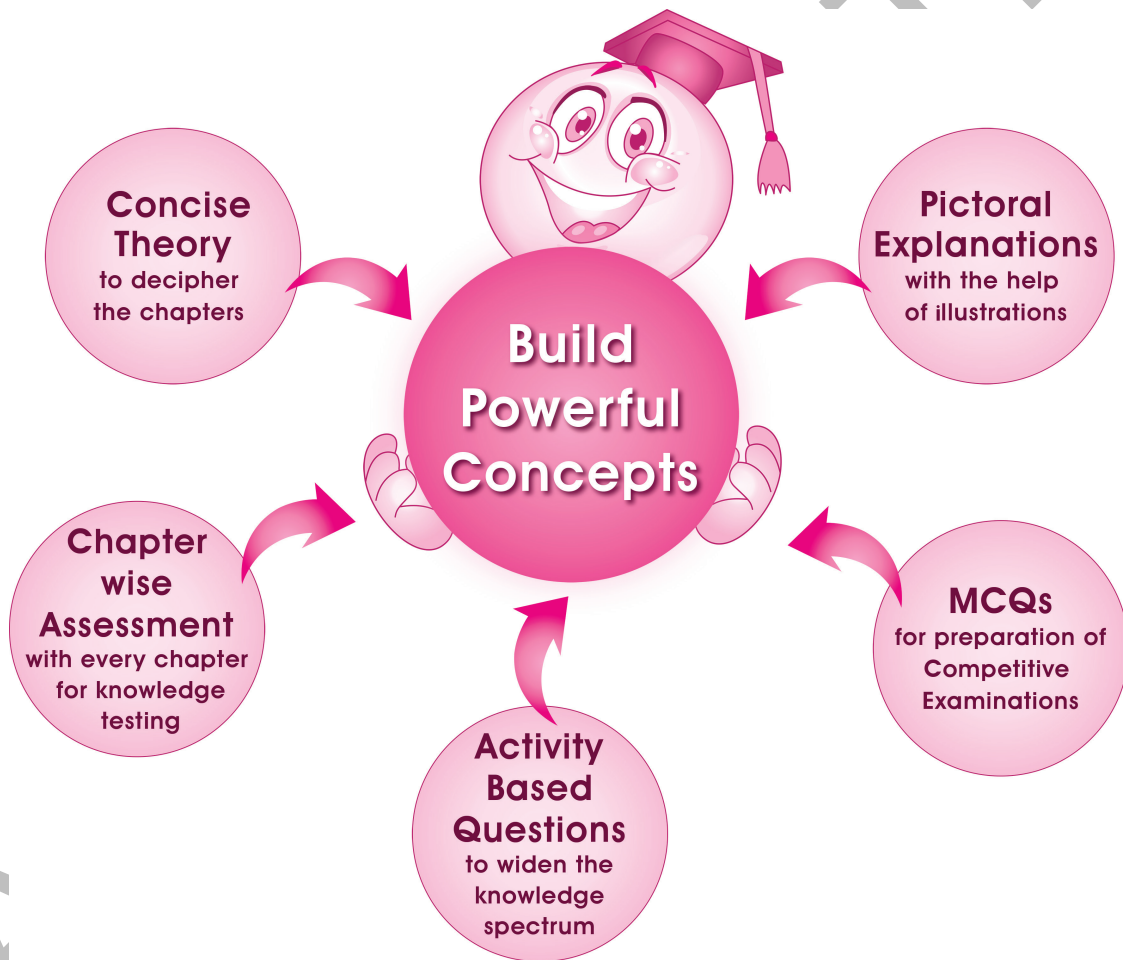 Concise
Theory
to decipher
the chapters
Pictoral
Explanations
with the help
of illustrations
Build
Powerful
Concepts
Chapter
wise
Assessment
with every chapter
for knowledge
testing
MCQs
for preparation of
Competitive
Examinations
Activity
Based
Questions
to widen the
knowledge
spectrum